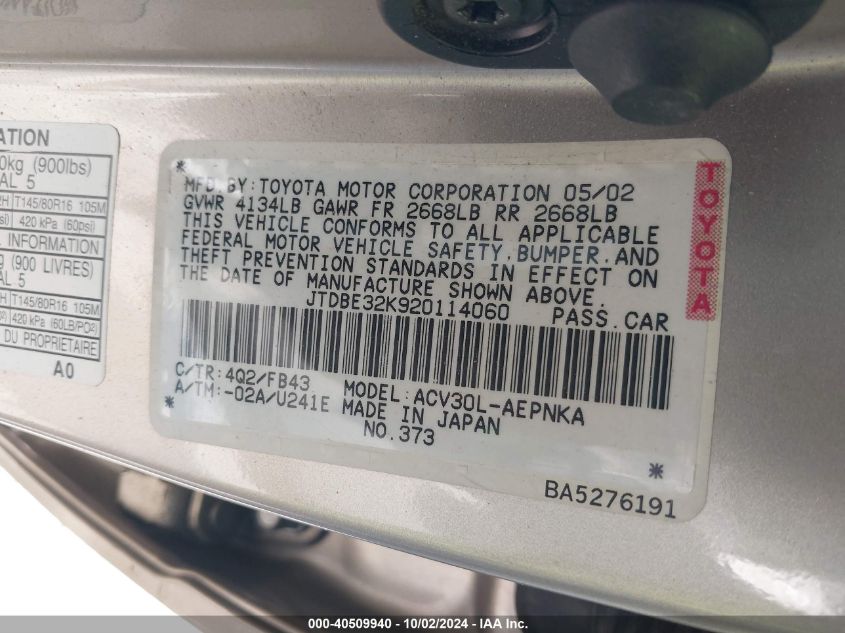 ATION
0kg (900lbs)
AL 5
2H T145/80R16 105M
si) 420 kPa (60psi)
. INFORMATION
g (900 LIVRES)
AL 5
H T145/80R16 105M
O²) 420 kPa (60LB/PO²)
DU PROPRIETAIRE
A0
* MFD BY:TOYOTA MOTOR CORPORATION 05/02
GVWR 4134LB GAWR FR 2668LB RR 2668LB
THIS VEHICLE CONFORMS TO ALL APPLICABLE
FEDERAL MOTOR VEHICLE SAFETY,BUMPER,AND
THEFT PREVENTION STANDARDS IN EFFECT ON
THE DATE OF MANUFACTURE SHOWN ABOVE.
JTDBE32K920114060 PASS.CAR
C/TR:4Q2/FB43 MODEL:ACV30L-AEPNKA
A/TM:-02A/U241E MADE IN JAPAN
NO.373
*
BA5276191
TOYOTA
000-40509940 - 10/02/2024 - IAA Inc.